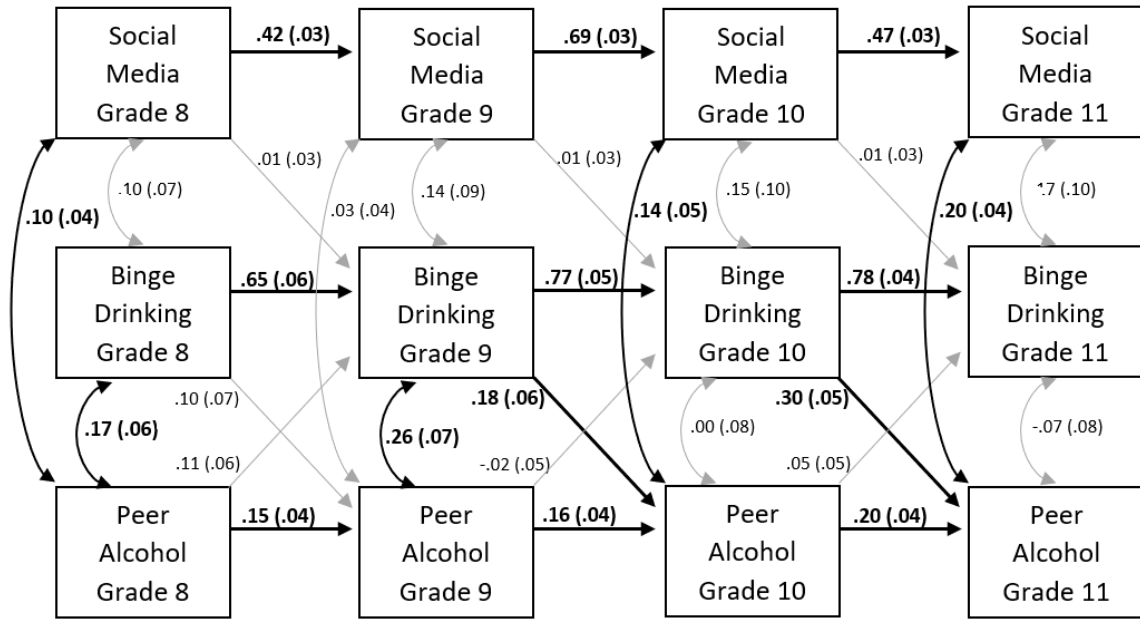 Social
Media
Grade 8
.42 (.03)
Social
Media
Grade 9
.69 (.03)
Social
Media
Grade 10
.47 (.03)
Social
Media
Grade 11
.10 (.04)
.10 (.07)
.01 (.03)
.03 (.04)
.14 (.09)
.01 (.03)
.14 (.05)
.15 (.10)
.01 (.03)
.20 (.04)
(.10)
Binge
Drinking
Grade 8
.65 (.06)
Binge
Drinking
Grade 9
.77 (.05)
Binge
Drinking
Grade 10
.78 (.04)
Binge
Drinking
Grade 11
.17 (.06)
.10 (.07)
.11 (.06)
.26 (.07)
.18 (.06)
-.02 (.05)
.00 (.08)
.30 (.05)
.05 (.05)
-.07 (.08)
Peer
Alcohol
Grade 8
.15 (.04)
Peer
Alcohol
Grade 9
.16 (.04)
Peer
Alcohol
Grade 10
.20 (.04)
Peer
Alcohol
Grade 11